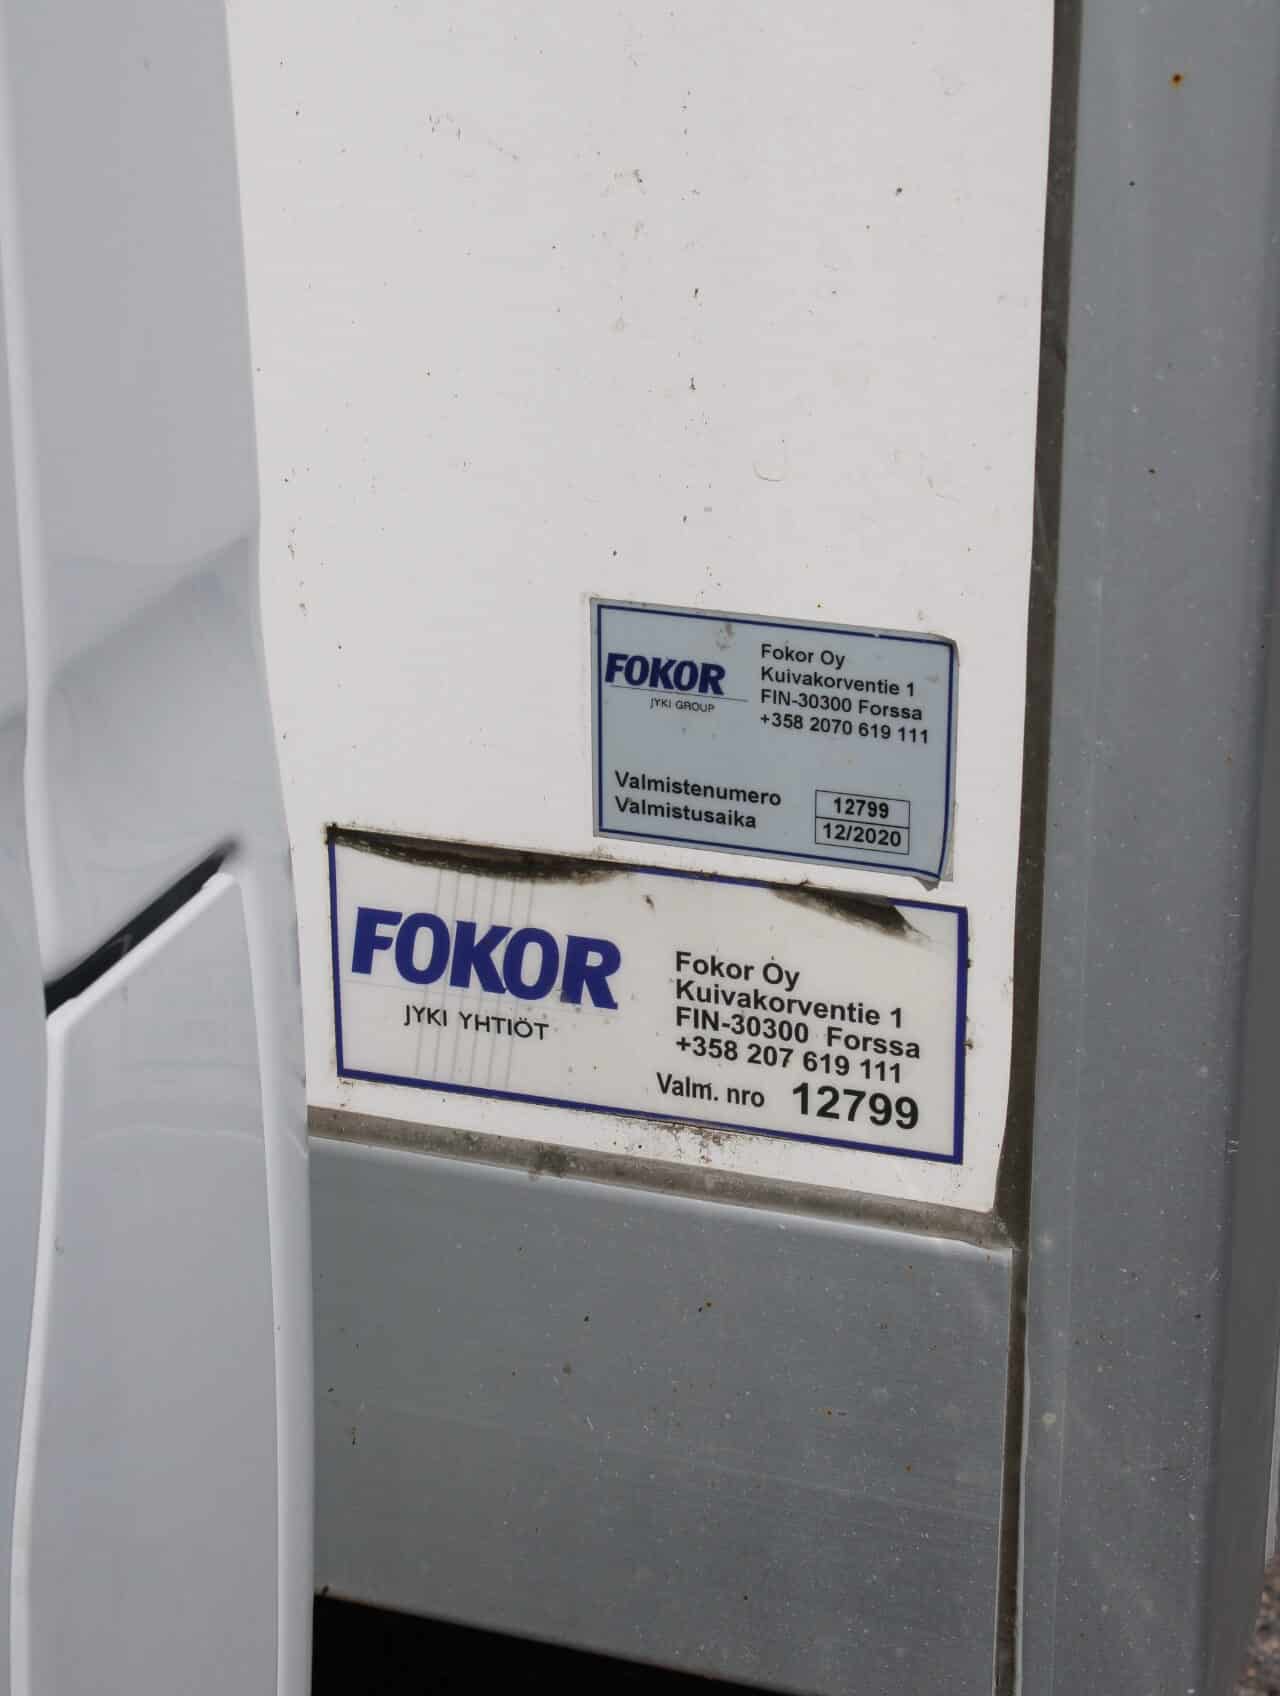 FOKOR
JYKI GROUP
Fokor Oy
Kuivakorventie 1
FIN-30300 Forssa
+358 2070 619 111
Valmistenumero 12799
Valmistusaika 12/2020
FOKOR
JYKI YHTIÖT
Fokor Oy
Kuivakorventie 1
FIN-30300 Forssa
+358 207 619 111
Valm. nro 12799